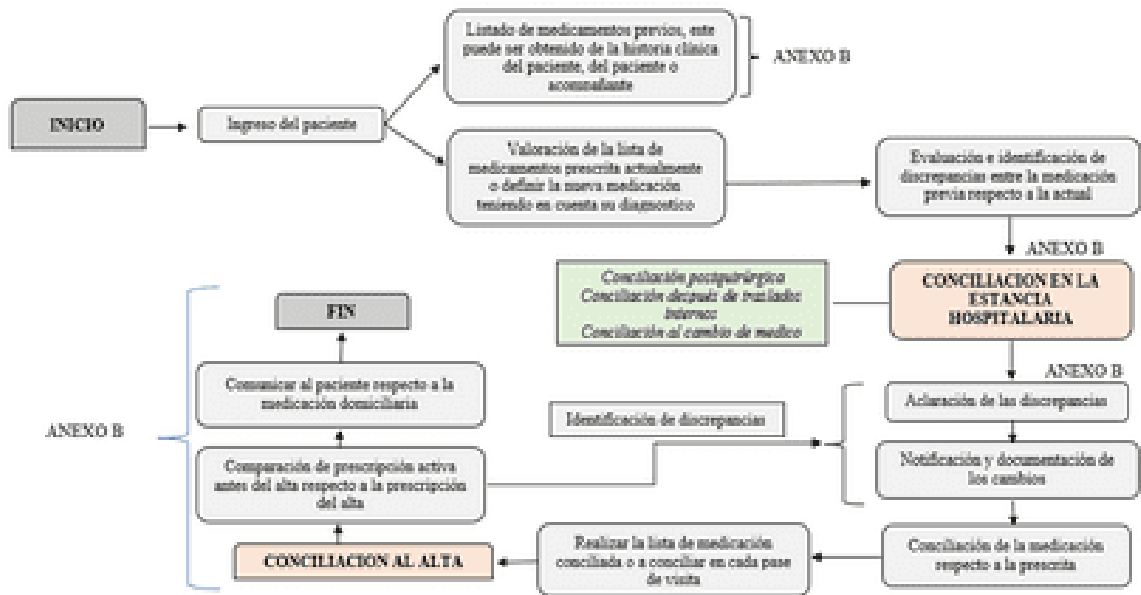 INICIO
Ingreso del paciente
Listado de medicamentos previos, este
puede ser obtenido de la historia clínica
del paciente, del paciente o
acompañante
ANEXO B
Valoración de la lista de
medicamentos prescrita actualmente
o definir la nueva medicación
teniendo en cuenta su diagnostico
Evaluación e identificación de
discrepancias entre la medicación
previa respecto a la actual
ANEXO B
CONCILIACION EN LA
ESTANCIA
HOSPITALARIA
Conciliación postquirúrgica
Conciliación después de traslados
internos
Conciliación al cambio de medico
ANEXO B
Aclaración de las discrepancias
Notificación y documentación de
los cambios
Conciliación de la medicación
respecto a la prescrita
Realizar la lista de medicación
conciliada o a conciliar en cada pase
de visita
CONCILIACION AL ALTA
Comparación de prescripción activa
antes del alta respecto a la prescripción
del alta
Identificación de discrepancias
Comunicar al paciente respecto a la
medicación domiciliaria
FIN
ANEXO B